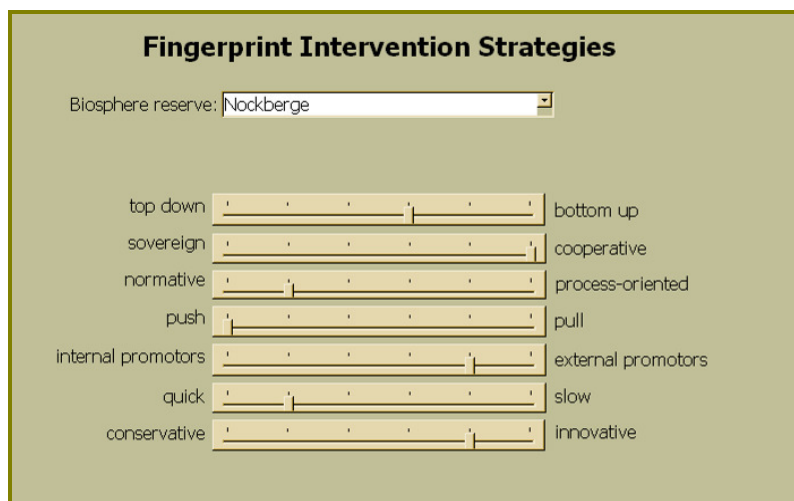 Fingerprint Intervention Strategies
Biosphere reserve: Nockberge
top down bottom up
sovereign cooperative
normative process-oriented
push pull
internal promotors external promotors
quick slow
conservative innovative